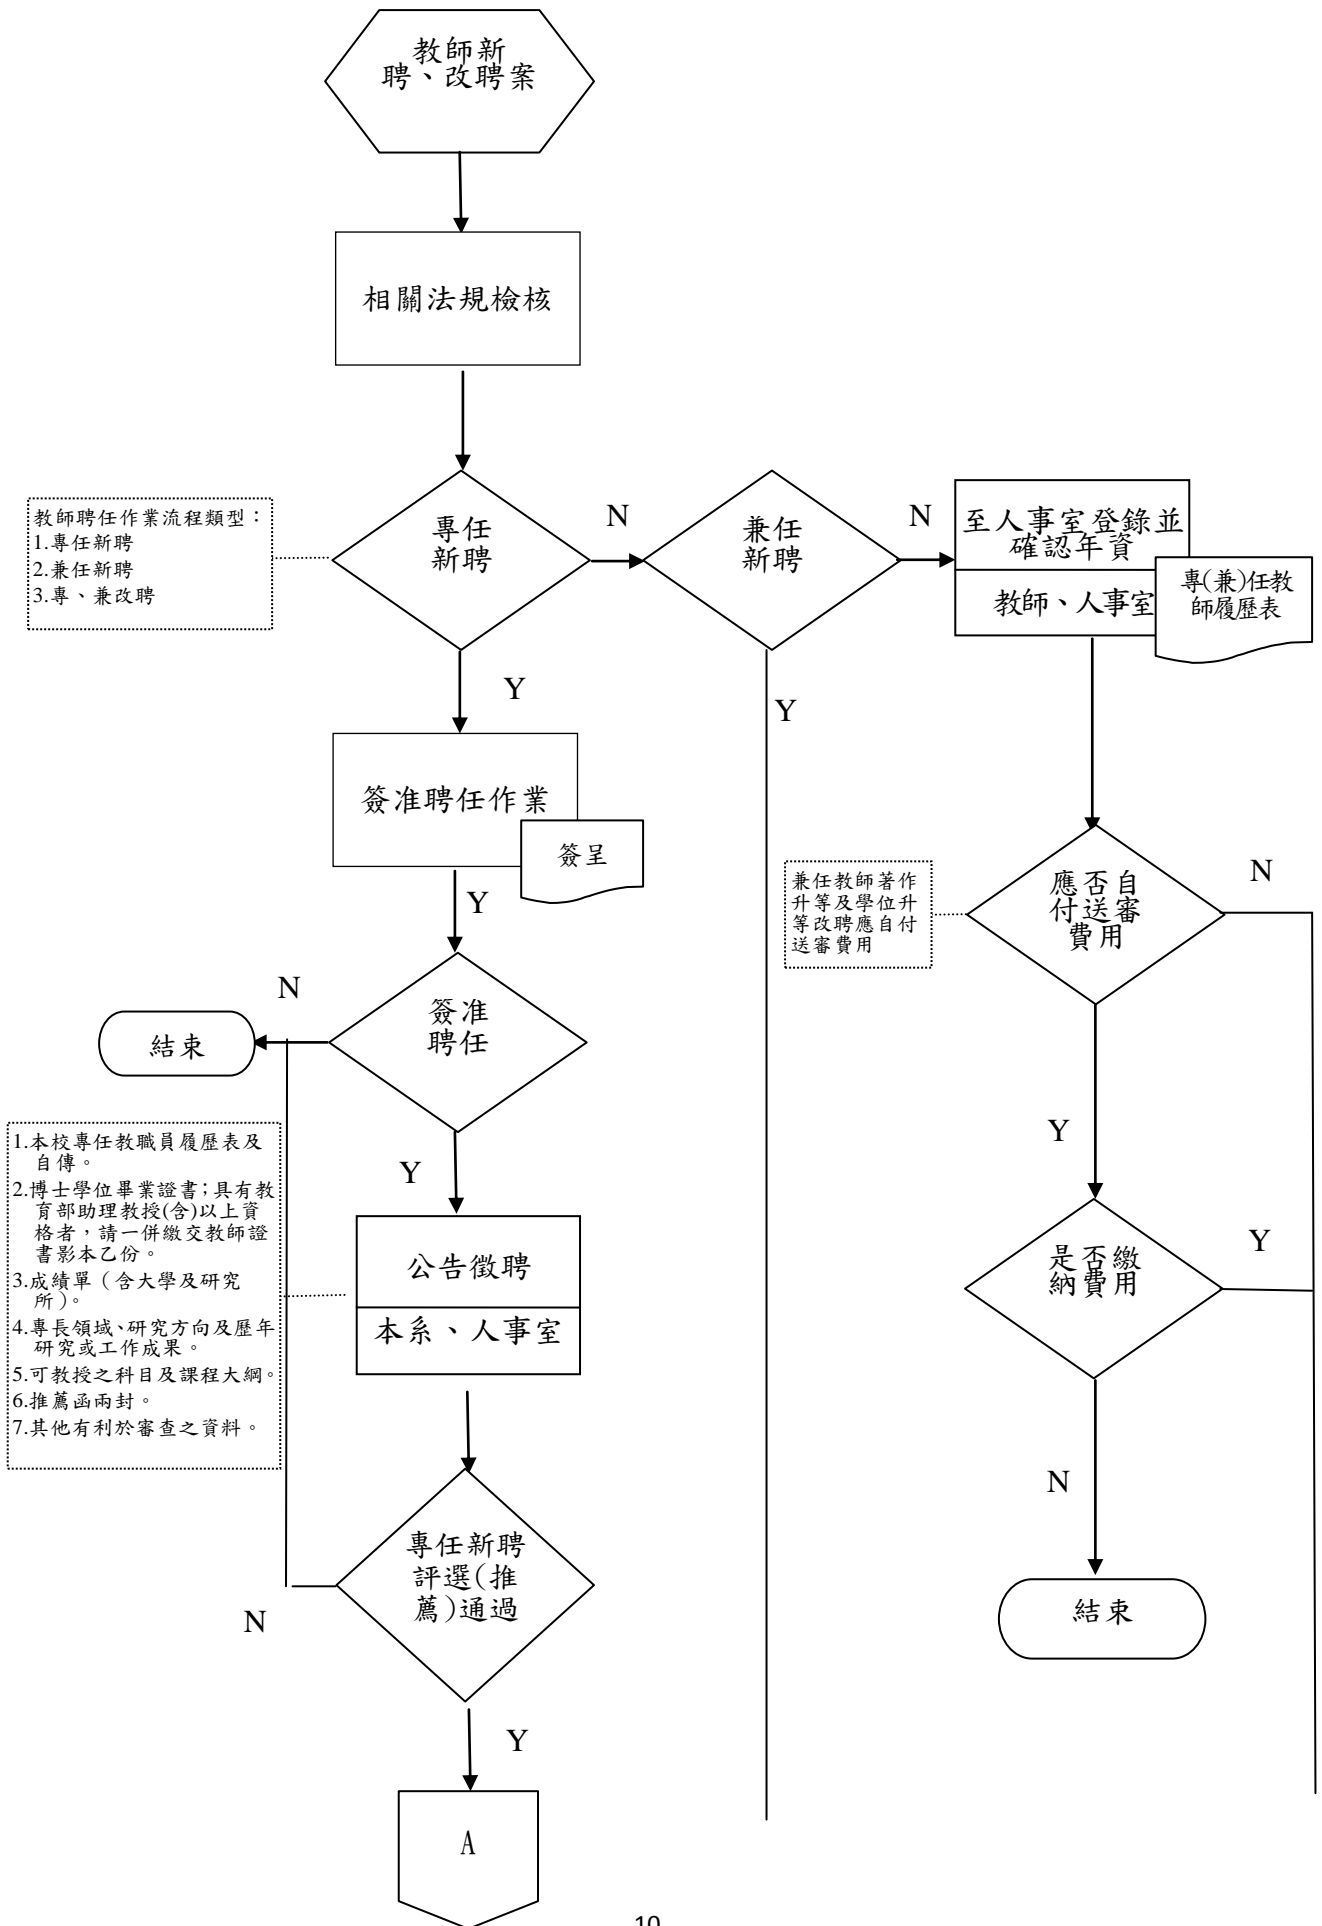 教師新
聘、改聘案
相關法規檢核
教師聘任作業流程類型：
1.專任新聘
2.兼任新聘
3.專、兼改聘
專任
新聘
N
兼任
新聘
N
至人事室登錄並
確認年資
教師、人事室
專(兼)任教
師履歷表
Y
Y
簽准聘任作業
簽呈
Y
兼任教師著作
升等及學位升
等改聘應自付
送審費用
應否自
付送審
費用
N
N
簽准
聘任
結束
Y
Y
1.本校專任教職員履歷表及
自傳。
2.博士學位畢業證書；具有教
育部助理教授(含)以上資
格者，請一併繳交教師證
書影本乙份。
3.成績單（含大學及研究
所）。
4.專長領域、研究方向及歷年
研究或工作成果。
5.可教授之科目及課程大綱。
6.推薦函兩封。
7.其他有利於審查之資料。
公告徵聘
本系、人事室
是否繳
納費用
Y
N
專任新聘
評選(推
薦)通過
N
結束
Y
A
10